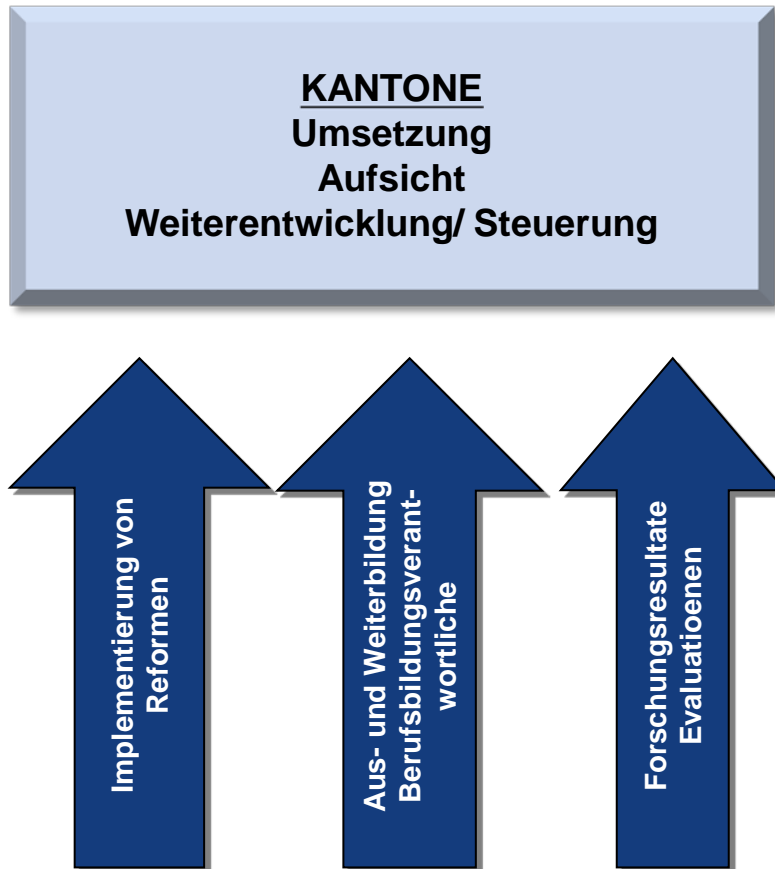 KANTONE
Umsetzung
Aufsicht
Weiterentwicklung/ Steuerung
Implementierung von
Reformen
Aus- und Weiterbildung
Berufsbildungsverant-
wortliche
Forschungsresultate
Evaluatioenen